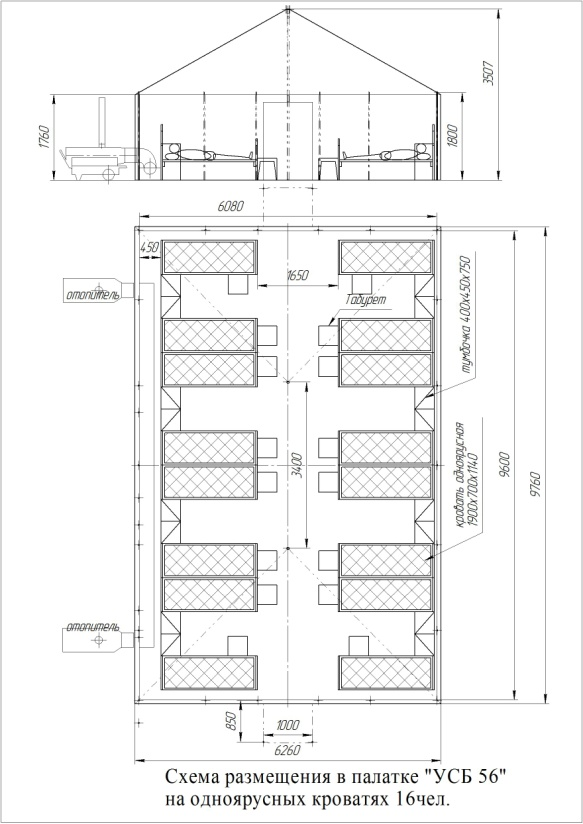 3507
1760
1800
6080
450
1650
отопитель
Табурет
тумбочка 400х450х750
3400
кровать одноярусная
1900х700х1140
9600
9760
отопитель
850
1000
6260
Схема размещения в палатке "УСБ 56"
на одноярусных кроватях 16чел.